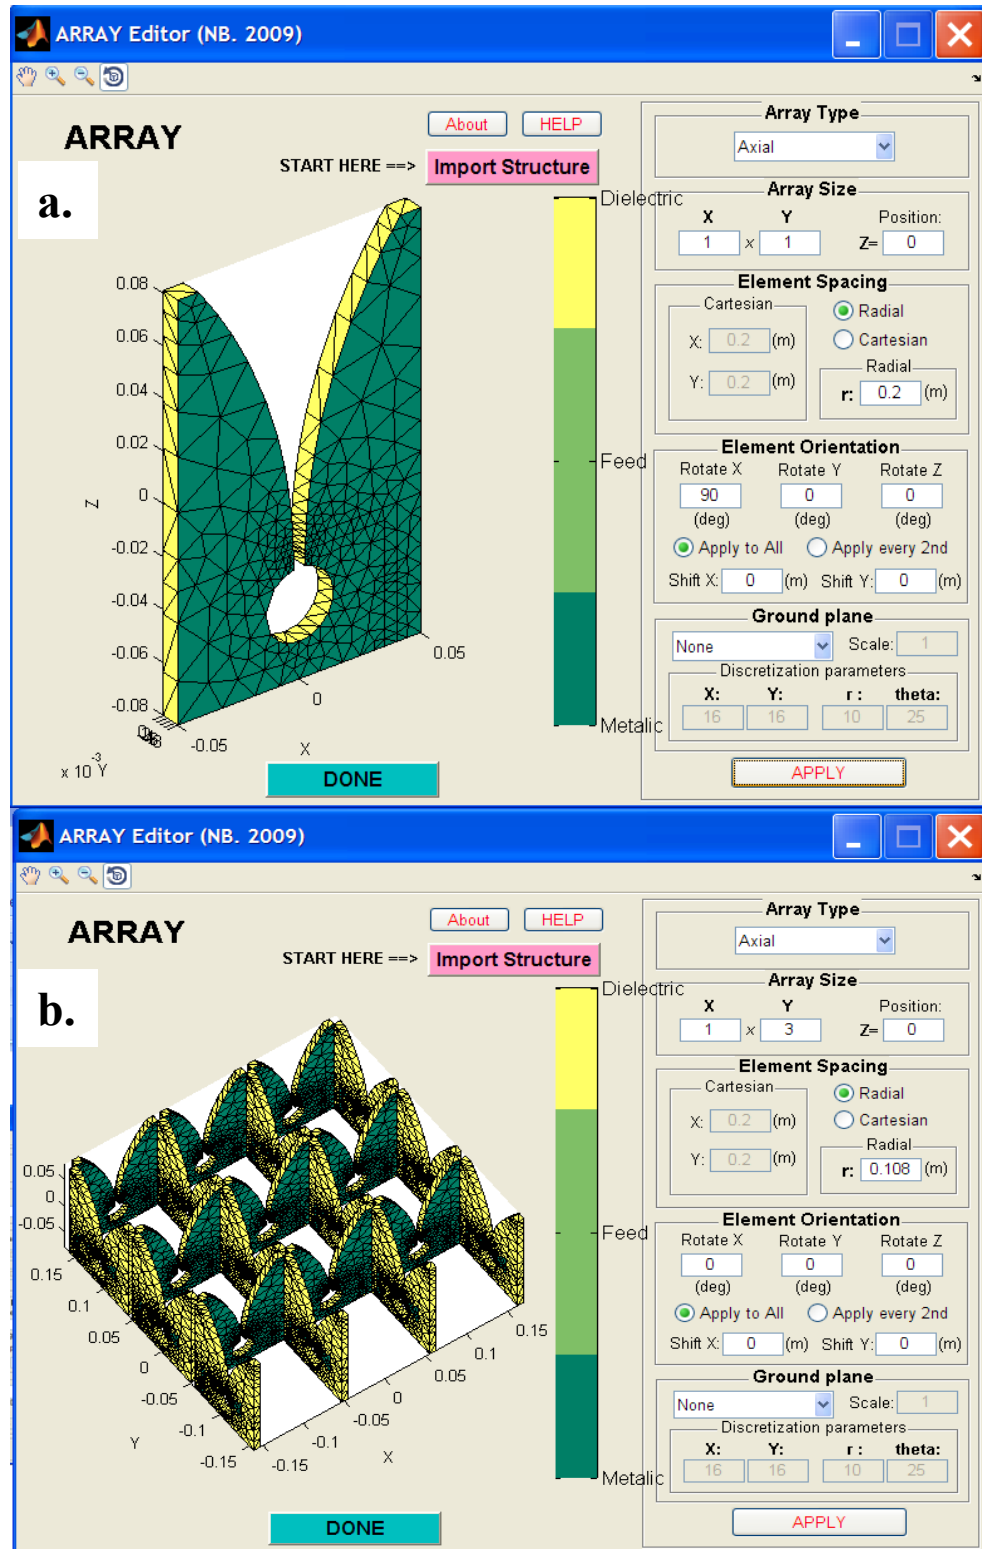 ARRAY Editor (NB. 2009)
ARRAY
About
HELP
START HERE ==>
Import Structure
a.
Dielectric
Feed
Metalic
0.08
0.06
0.04
0.02
0
-0.02
-0.04
-0.06
-0.08
Z
x 10
-3
Y
-0.05
0
0.05
X
DONE
Array Type
Axial
Array Size
X Y Position:
1 x 1 Z= 0
Element Spacing
Cartesian
Radial
X: 0.2 (m)
Cartesian
Y: 0.2 (m)
Radial
r: 0.2 (m)
Element Orientation
Rotate X Rotate Y Rotate Z
90 0 0
(deg) (deg) (deg)
Apply to All Apply every 2nd
Shift X: 0 (m) Shift Y: 0 (m)
Ground plane
None Scale: 1
Discretization parameters
X: Y: r : theta:
16 16 10 25
APPLY
ARRAY Editor (NB. 2009)
ARRAY
About
HELP
START HERE ==>
Import Structure
b.
Dielectric
Feed
Metalic
0.05
0
-0.05
0.15
0.1
0.05
0
-0.05
-0.1
-0.15
Y
-0.15
-0.1
-0.05
0
0.05
0.1
0.15
X
DONE
Array Type
Axial
Array Size
X Y Position:
1 x 3 Z= 0
Element Spacing
Cartesian
Radial
X: 0.2 (m)
Cartesian
Y: 0.2 (m)
Radial
r: 0.108 (m)
Element Orientation
Rotate X Rotate Y Rotate Z
0 0 0
(deg) (deg) (deg)
Apply to All Apply every 2nd
Shift X: 0 (m) Shift Y: 0 (m)
Ground plane
None Scale: 1
Discretization parameters
X: Y: r : theta:
16 16 10 25
APPLY